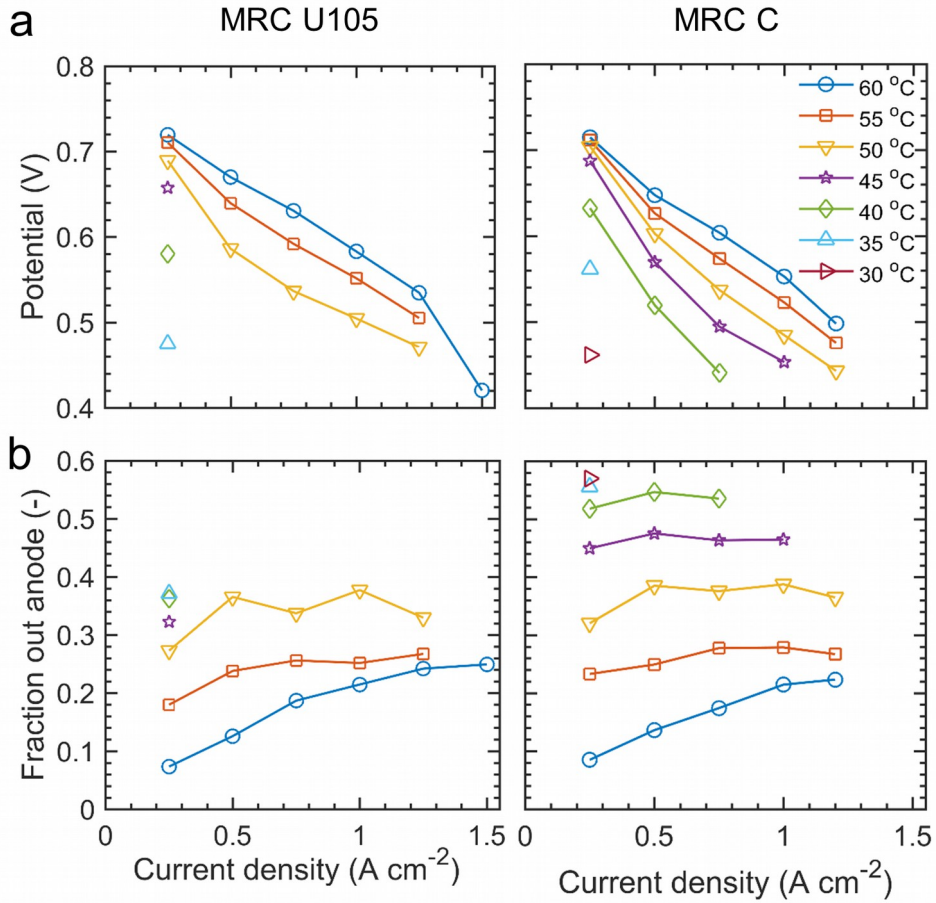 a
MRC U105
MRC C
Potential (V)
0.8
0.7
0.6
0.5
0.4
60 °C
55 °C
50 °C
45 °C
40 °C
35 °C
30 °C
b
Fraction out anode (-)
0.6
0.5
0.4
0.3
0.2
0.1
0
0 0.5 1 1.5
0 0.5 1 1.5
Current density (A cm⁻²)
Current density (A cm⁻²)